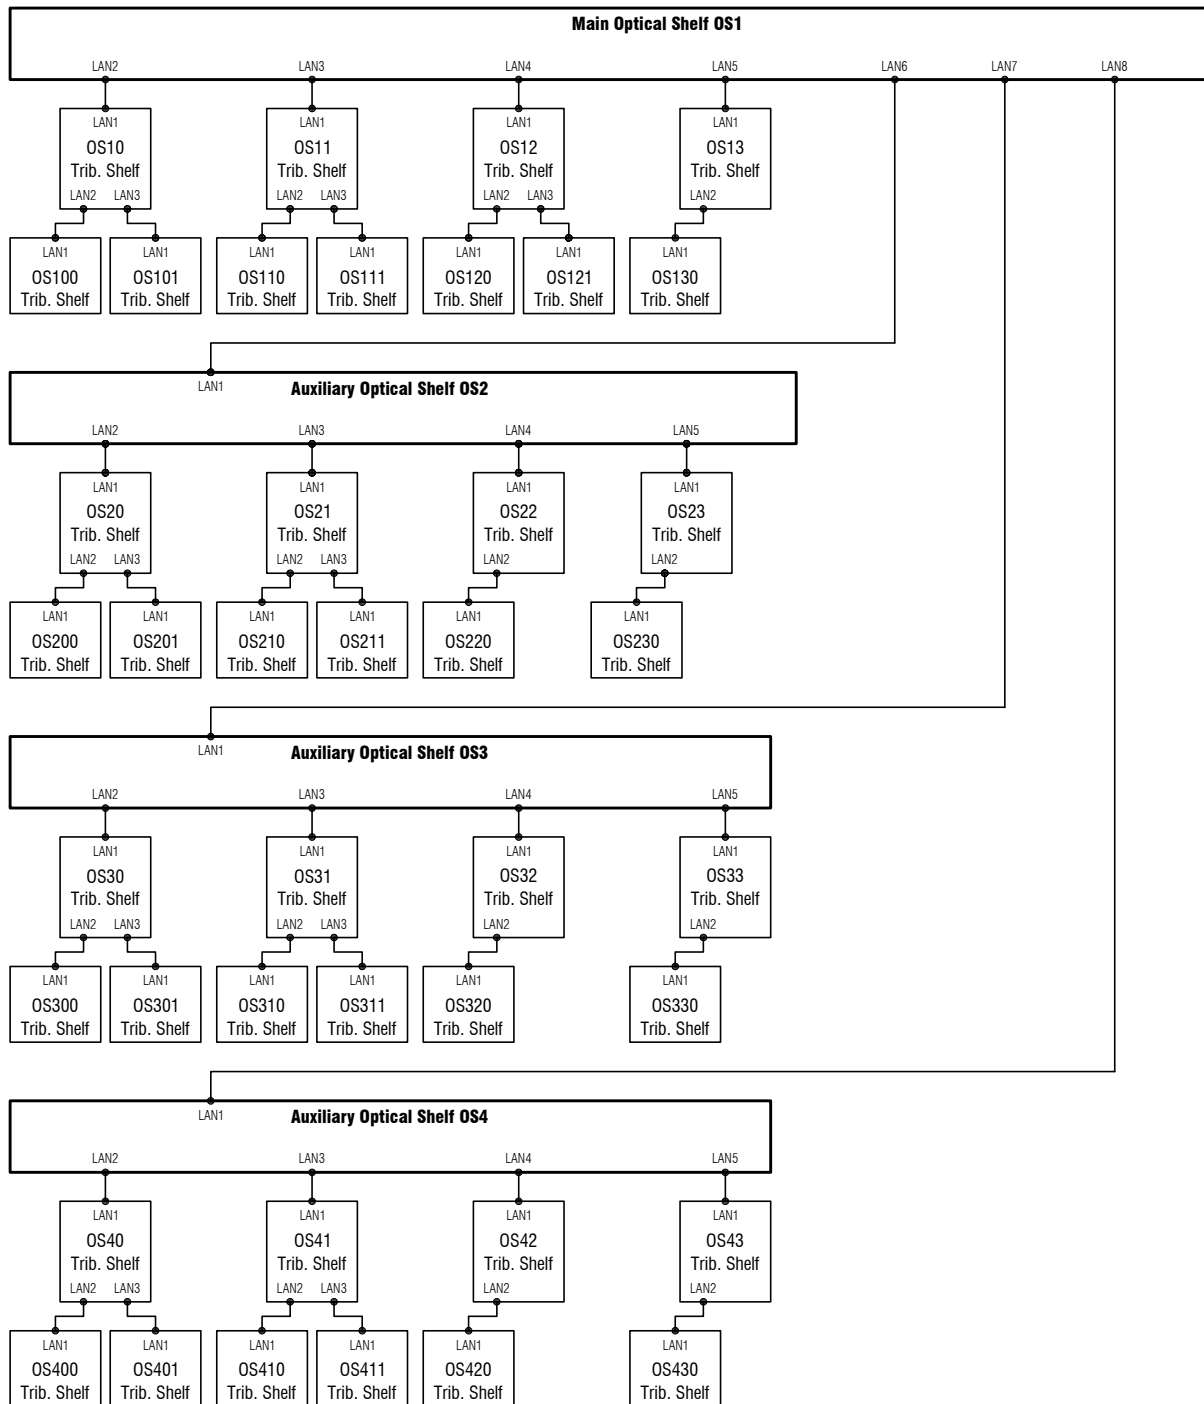 Main Optical Shelf OS1
LAN2 LAN3 LAN4 LAN5 LAN6 LAN7 LAN8
LAN1 LAN1 LAN1 LAN1
OS10 OS11 OS12 OS13
Trib. Shelf Trib. Shelf Trib. Shelf Trib. Shelf
LAN2 LAN3 LAN2 LAN3 LAN2 LAN3 LAN2
LAN1 LAN1 LAN1 LAN1 LAN1 LAN1 LAN1
OS100 OS101 OS110 OS111 OS120 OS121 OS130
Trib. Shelf Trib. Shelf Trib. Shelf Trib. Shelf Trib. Shelf Trib. Shelf Trib. Shelf
LAN1 Auxiliary Optical Shelf OS2
LAN2 LAN3 LAN4 LAN5
LAN1 LAN1 LAN1 LAN1
OS20 OS21 OS22 OS23
Trib. Shelf Trib. Shelf Trib. Shelf Trib. Shelf
LAN2 LAN3 LAN2 LAN3 LAN2 LAN2
LAN1 LAN1 LAN1 LAN1 LAN1 LAN1
OS200 OS201 OS210 OS211 OS220 OS230
Trib. Shelf Trib. Shelf Trib. Shelf Trib. Shelf Trib. Shelf Trib. Shelf
LAN1 Auxiliary Optical Shelf OS3
LAN2 LAN3 LAN4 LAN5
LAN1 LAN1 LAN1 LAN1
OS30 OS31 OS32 OS33
Trib. Shelf Trib. Shelf Trib. Shelf Trib. Shelf
LAN2 LAN3 LAN2 LAN3 LAN2 LAN2
LAN1 LAN1 LAN1 LAN1 LAN1 LAN1
OS300 OS301 OS310 OS311 OS320 OS330
Trib. Shelf Trib. Shelf Trib. Shelf Trib. Shelf Trib. Shelf Trib. Shelf
LAN1 Auxiliary Optical Shelf OS4
LAN2 LAN3 LAN4 LAN5
LAN1 LAN1 LAN1 LAN1
OS40 OS41 OS42 OS43
Trib. Shelf Trib. Shelf Trib. Shelf Trib. Shelf
LAN2 LAN3 LAN2 LAN3 LAN2 LAN2
LAN1 LAN1 LAN1 LAN1 LAN1 LAN1
OS400 OS401 OS410 OS411 OS420 OS430
Trib. Shelf Trib. Shelf Trib. Shelf Trib. Shelf Trib. Shelf Trib. Shelf